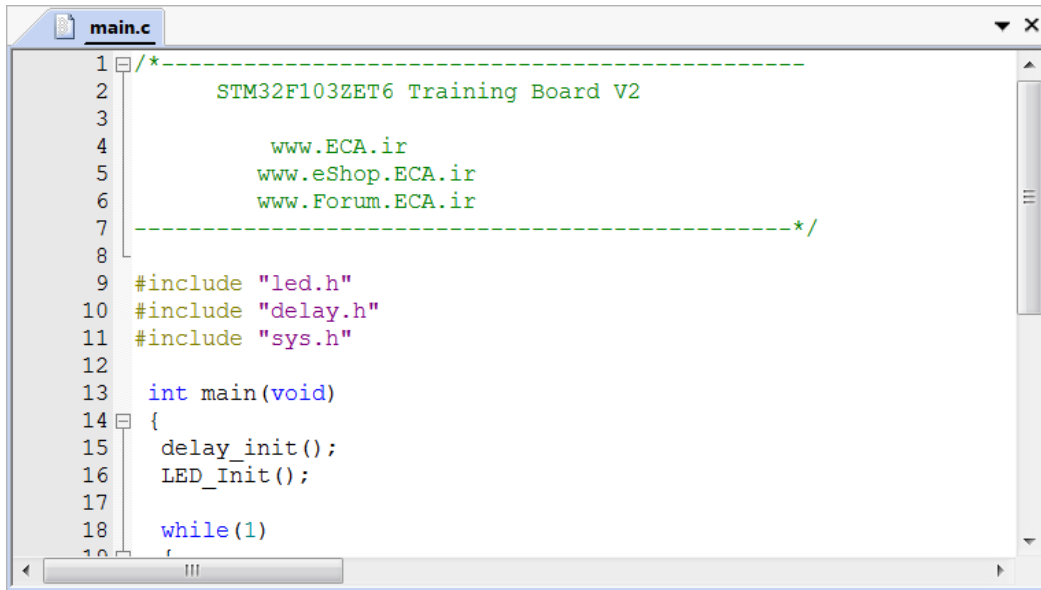 main.c
1 /*-----------------------------------------------
2 STM32F103ZET6 Training Board V2
3
4 www.ECA.ir
5 www.eShop.ECA.ir
6 www.Forum.ECA.ir
7 ------------------------------------------------*/
8
9 #include "led.h"
10 #include "delay.h"
11 #include "sys.h"
12
13 int main(void)
14 {
15 delay_init();
16 LED_Init();
17
18 while(1)
19 {